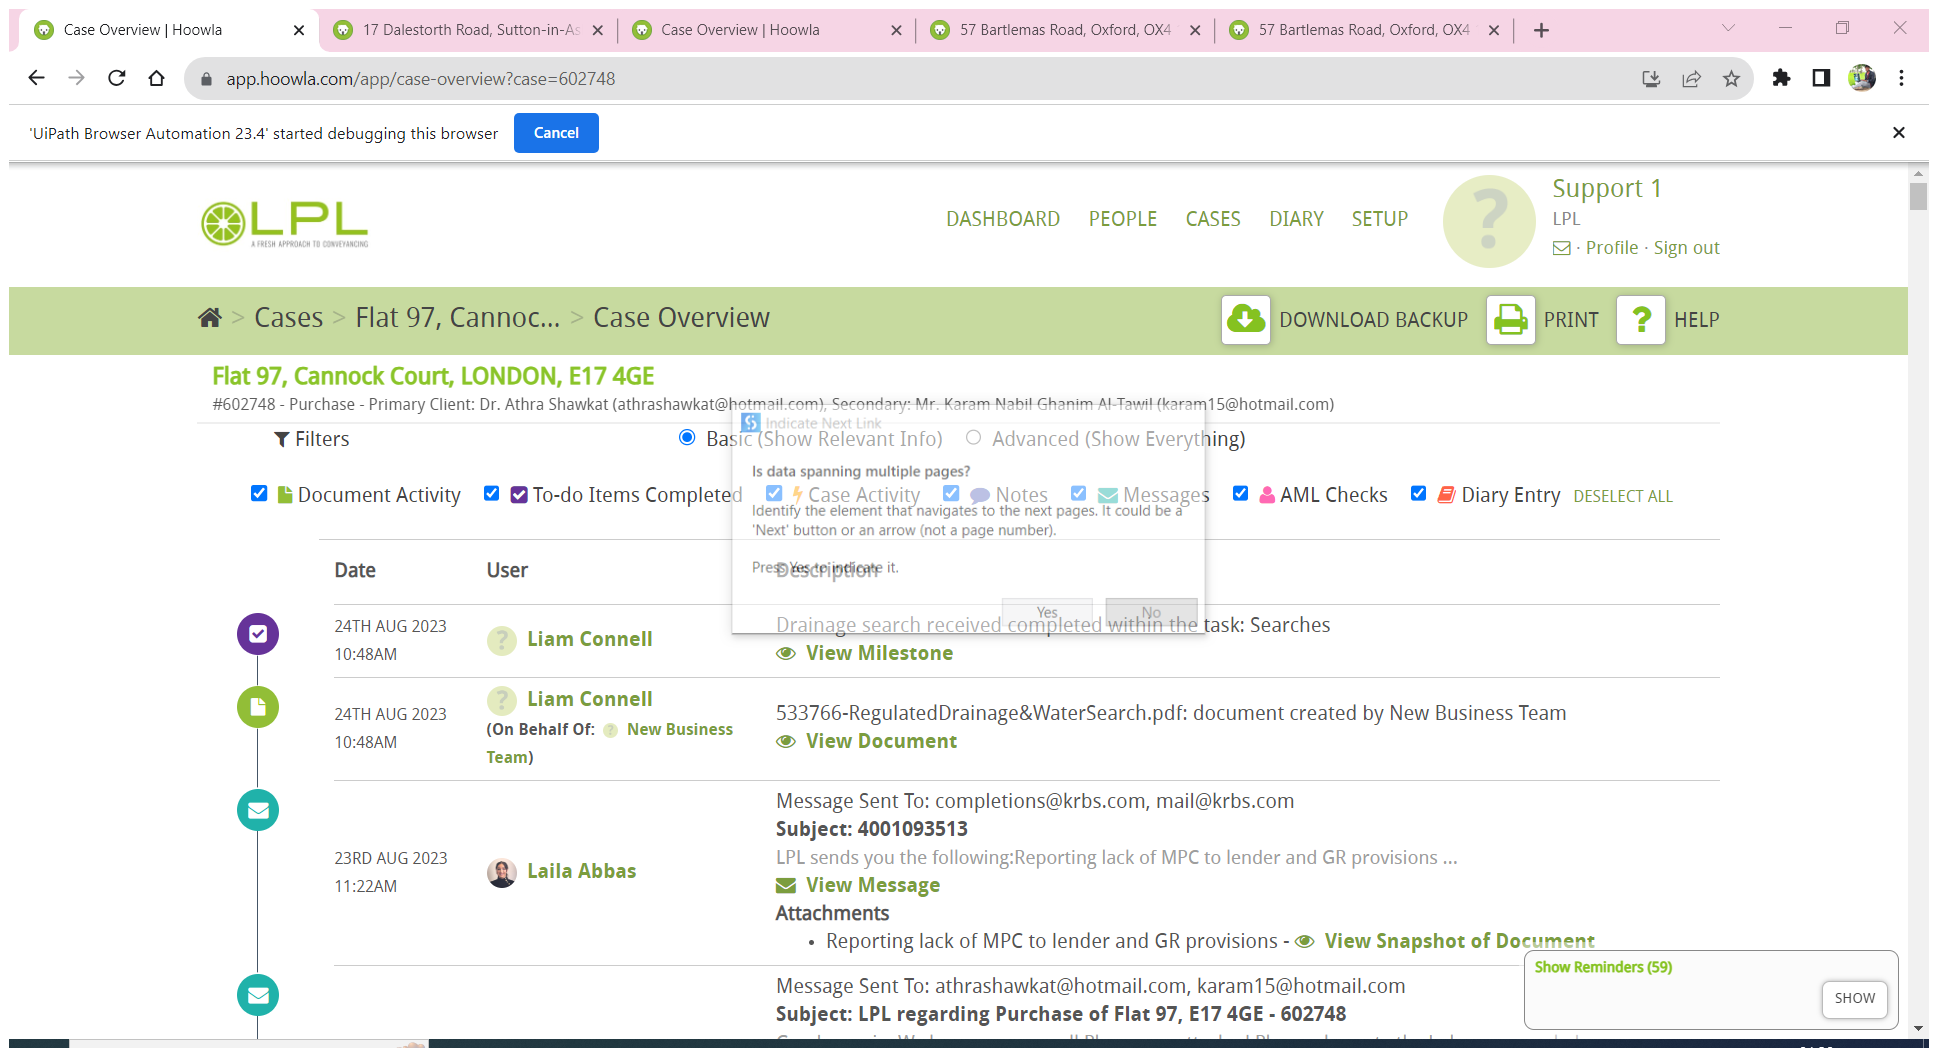 Case Overview | Hoowla
17 Dalestorth Road, Sutton-in-As
Case Overview | Hoowla
57 Bartlemas Road, Oxford, OX4
57 Bartlemas Road, Oxford, OX4
app.hoowla.com/app/case-overview?case=602748
'UiPath Browser Automation 23.4' started debugging this browser
Cancel
LPL
A FRESH APPROACH TO CONVEYANCING
DASHBOARD PEOPLE CASES DIARY SETUP
Support 1
LPL
· Profile · Sign out
> Cases > Flat 97, Cannoc... > Case Overview
DOWNLOAD BACKUP PRINT ? HELP
Flat 97, Cannock Court, LONDON, E17 4GE
#602748 - Purchase - Primary Client: Dr. Athra Shawkat (athrashawkat@hotmail.com), Secondary: Mr. Karam Nabil Ghanim Al-Tawil (karam15@hotmail.com)
Indicate Next Link
Filters Basic (Show Relevant Info) Advanced (Show Everything)
Is data spanning multiple pages?
Document Activity To-do Items Completed Case Activity Notes Messages AML Checks Diary Entry DESELECT ALL
Identify the element that navigates to the next pages. It could be a
'Next' button or an arrow (not a page number).
Press Yes to indicate it.
Date User Description
Yes No
24TH AUG 2023
10:48AM
Liam Connell
Drainage search received completed within the task: Searches
View Milestone
24TH AUG 2023
10:48AM
Liam Connell
(On Behalf Of: New Business
Team)
533766-RegulatedDrainage&WaterSearch.pdf: document created by New Business Team
View Document
23RD AUG 2023
11:22AM
Laila Abbas
Message Sent To: completions@krbs.com, mail@krbs.com
Subject: 4001093513
LPL sends you the following:Reporting lack of MPC to lender and GR provisions ...
View Message
Attachments
• Reporting lack of MPC to lender and GR provisions - View Snapshot of Document
Message Sent To: athrashawkat@hotmail.com, karam15@hotmail.com
Subject: LPL regarding Purchase of Flat 97, E17 4GE - 602748
Show Reminders (59)
SHOW